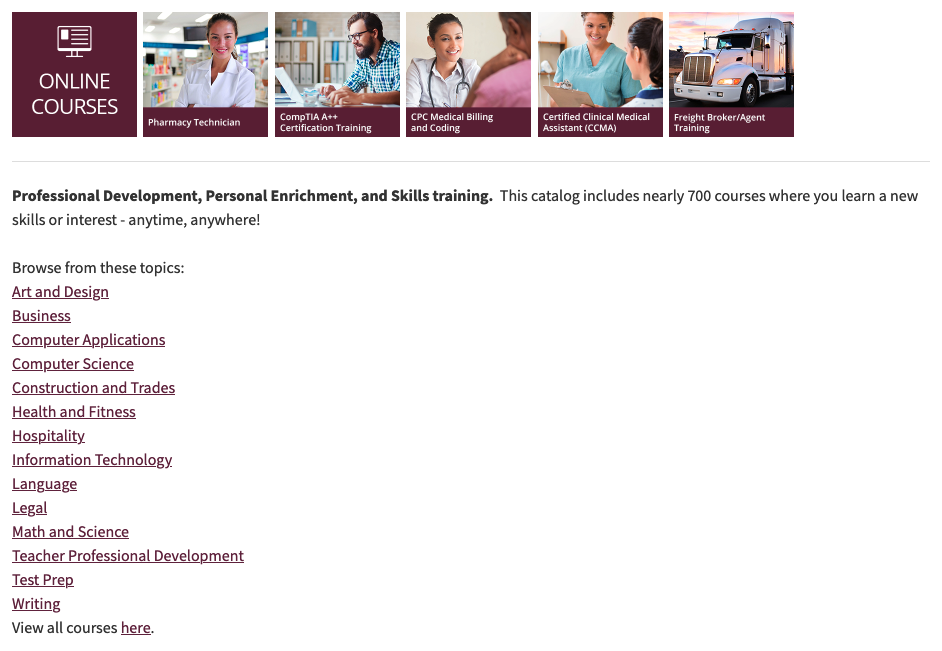 ONLINE
COURSES
Pharmacy Technician
CompTIA A++
Certification Training
CPC Medical Billing
and Coding
Certified Clinical Medical
Assistant (CCMA)
Freight Broker/Agent
Training
Professional Development, Personal Enrichment, and Skills training.  This catalog includes nearly 700 courses where you learn a new
skills or interest - anytime, anywhere!
Browse from these topics:
Art and Design
Business
Computer Applications
Computer Science
Construction and Trades
Health and Fitness
Hospitality
Information Technology
Language
Legal
Math and Science
Teacher Professional Development
Test Prep
Writing
View all courses here.